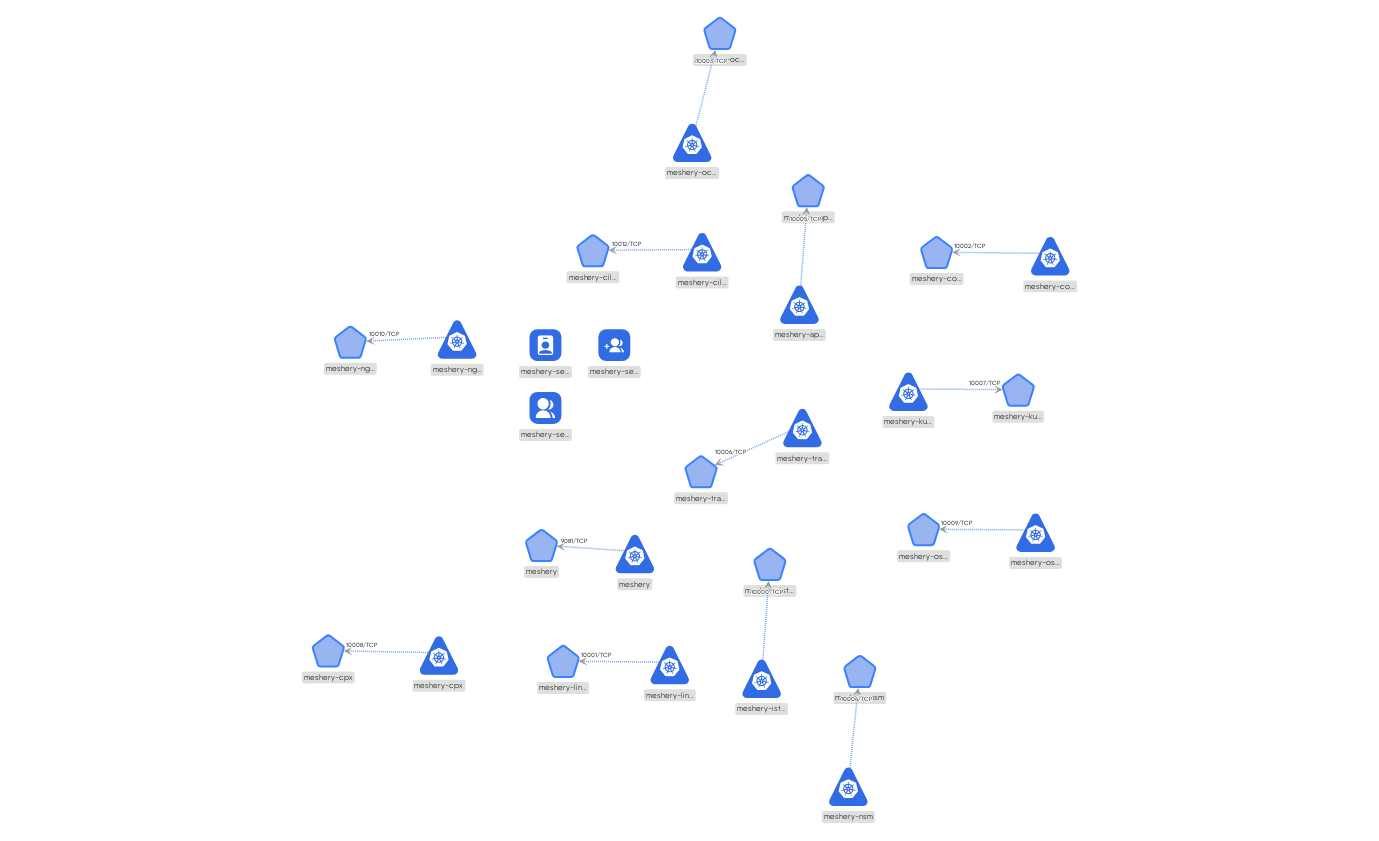 10003/TCP
meshery-oc...
10005/TCP
10012/TCP
meshery-cil...
meshery-cil...
10002/TCP
meshery-co...
meshery-co...
meshery-ap...
10010/TCP
meshery-ng...
meshery-ng...
meshery-se...
meshery-se...
10007/TCP
meshery-ku...
meshery-ku...
meshery-se...
10006/TCP
meshery-tra...
meshery-tra...
10009/TCP
meshery-os...
meshery-os...
9081/TCP
meshery
meshery
10000/TCP
10008/TCP
meshery-cpx
meshery-cpx
10001/TCP
meshery-lin...
meshery-lin...
meshery-ist...
10004/TCP
meshery-nsm